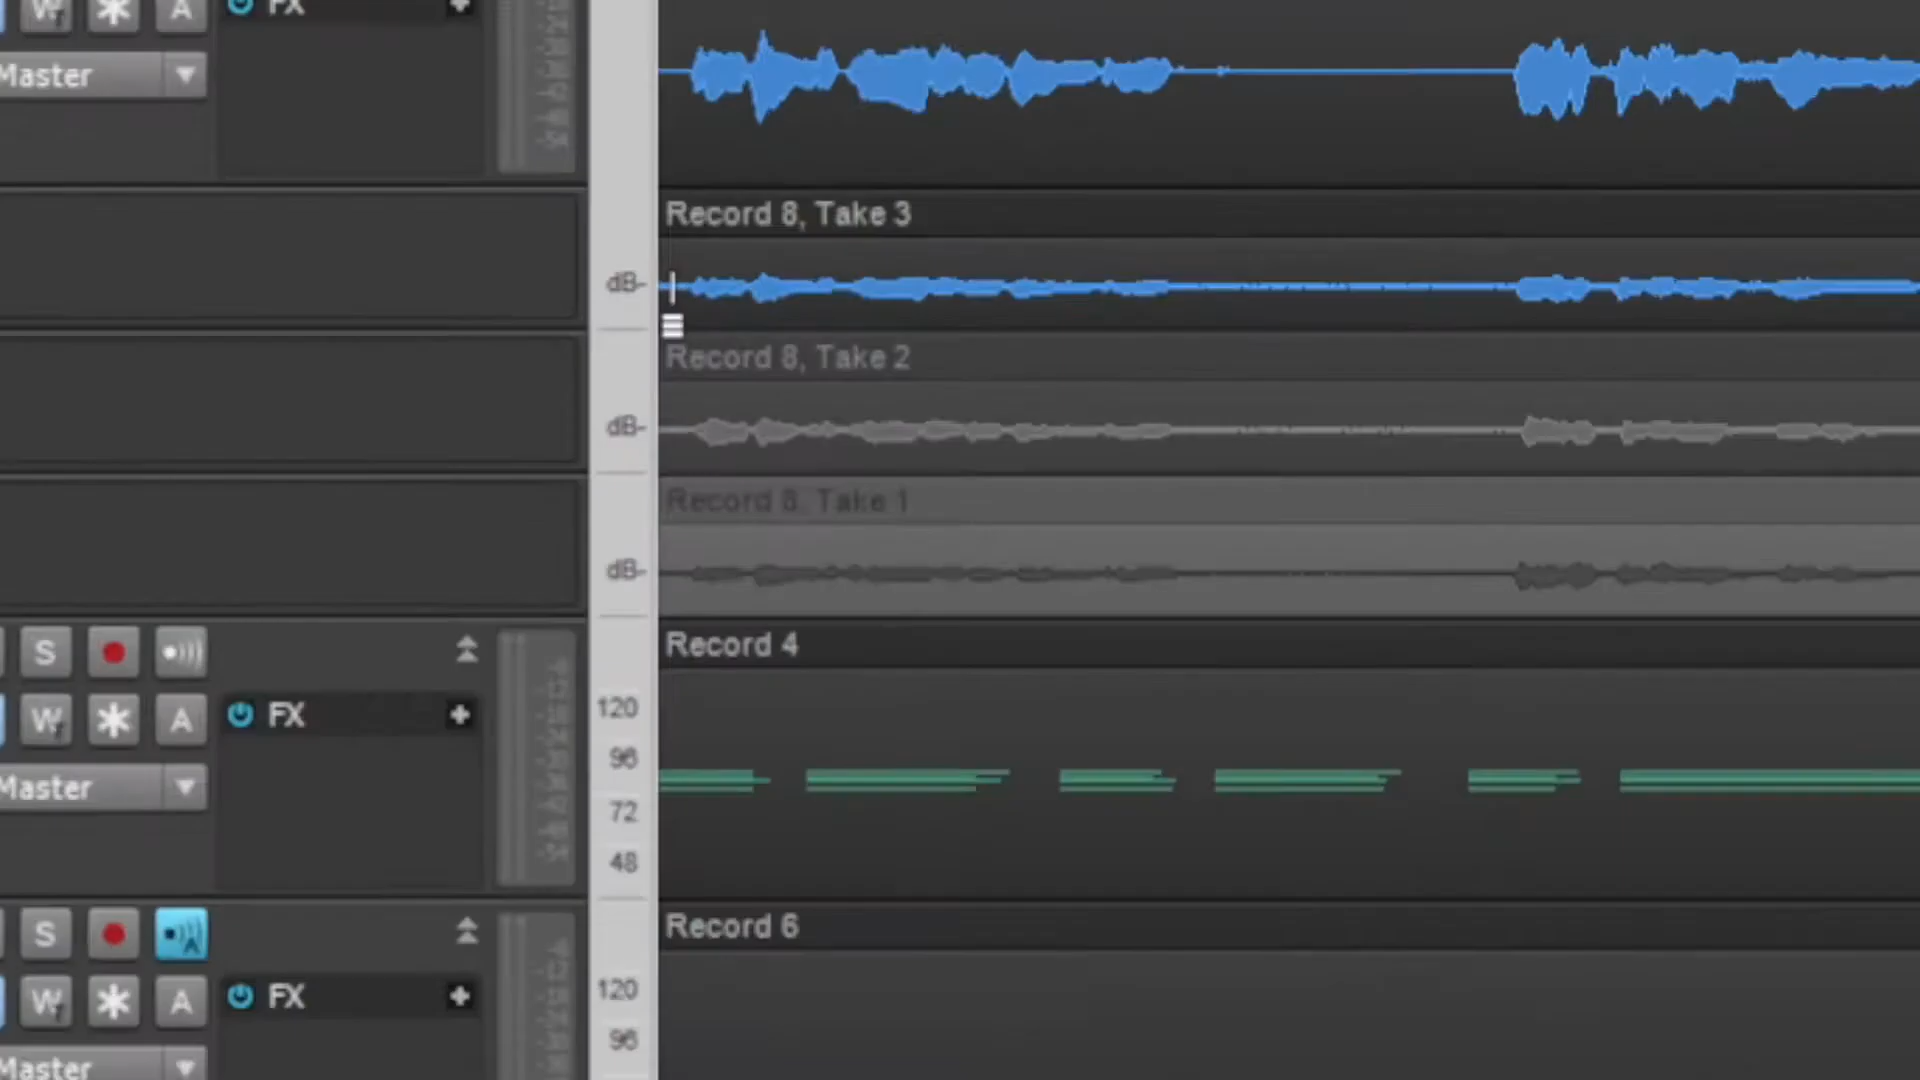 W A FX +
Master
Record 8, Take 3
dB-
Record 8, Take 2
dB-
Record 8, Take 1
dB-
S Record 4
W A FX + 120
96
Master
72
48
S Record 6
W A FX + 120
96
Master